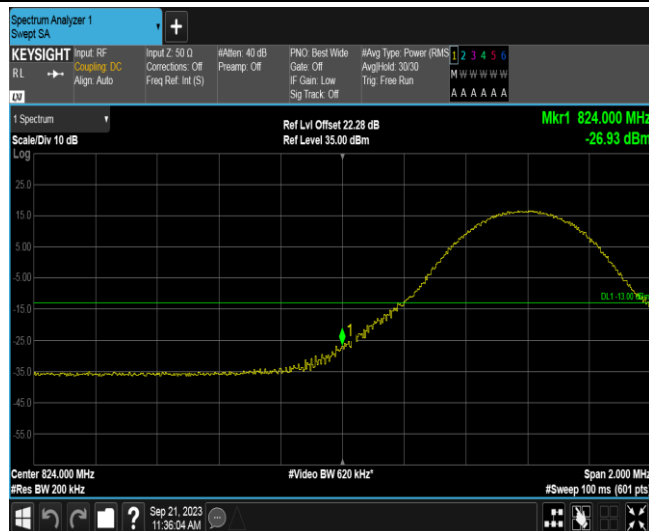 Spectrum Analyzer 1
Swept SA
+
KEYSIGHT
RL
LXI
Input: RF
Coupling: DC
Align: Auto
Input Z: 50 Ω
Corrections: Off
Freq Ref: Int (S)
#Atten: 40 dB
Preamp: Off
PNO: Best Wide
Gate: Off
IF Gain: Low
Sig Track: Off
#Avg Type: Power (RMS
Avg|Hold: 30/30
Trig: Free Run
1 2 3 4 5 6
M W W W W W
A A A A A A
1 Spectrum
Scale/Div 10 dB
Log
Ref Lvl Offset 22.28 dB
Ref Level 35.00 dBm
Mkr1 824.000 MHz
-26.93 dBm
25.0
15.0
5.00
-5.00
DL1 -13.00 dBm
-15.0
1
-25.0
-35.0
-45.0
-55.0
Center 824.000 MHz
#Video BW 620 kHz*
Span 2.000 MHz
#Res BW 200 kHz
#Sweep 100 ms (601 pts)
?
Sep 21, 2023
11:36:04 AM